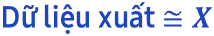 Dữ liệu xuất ≅ X